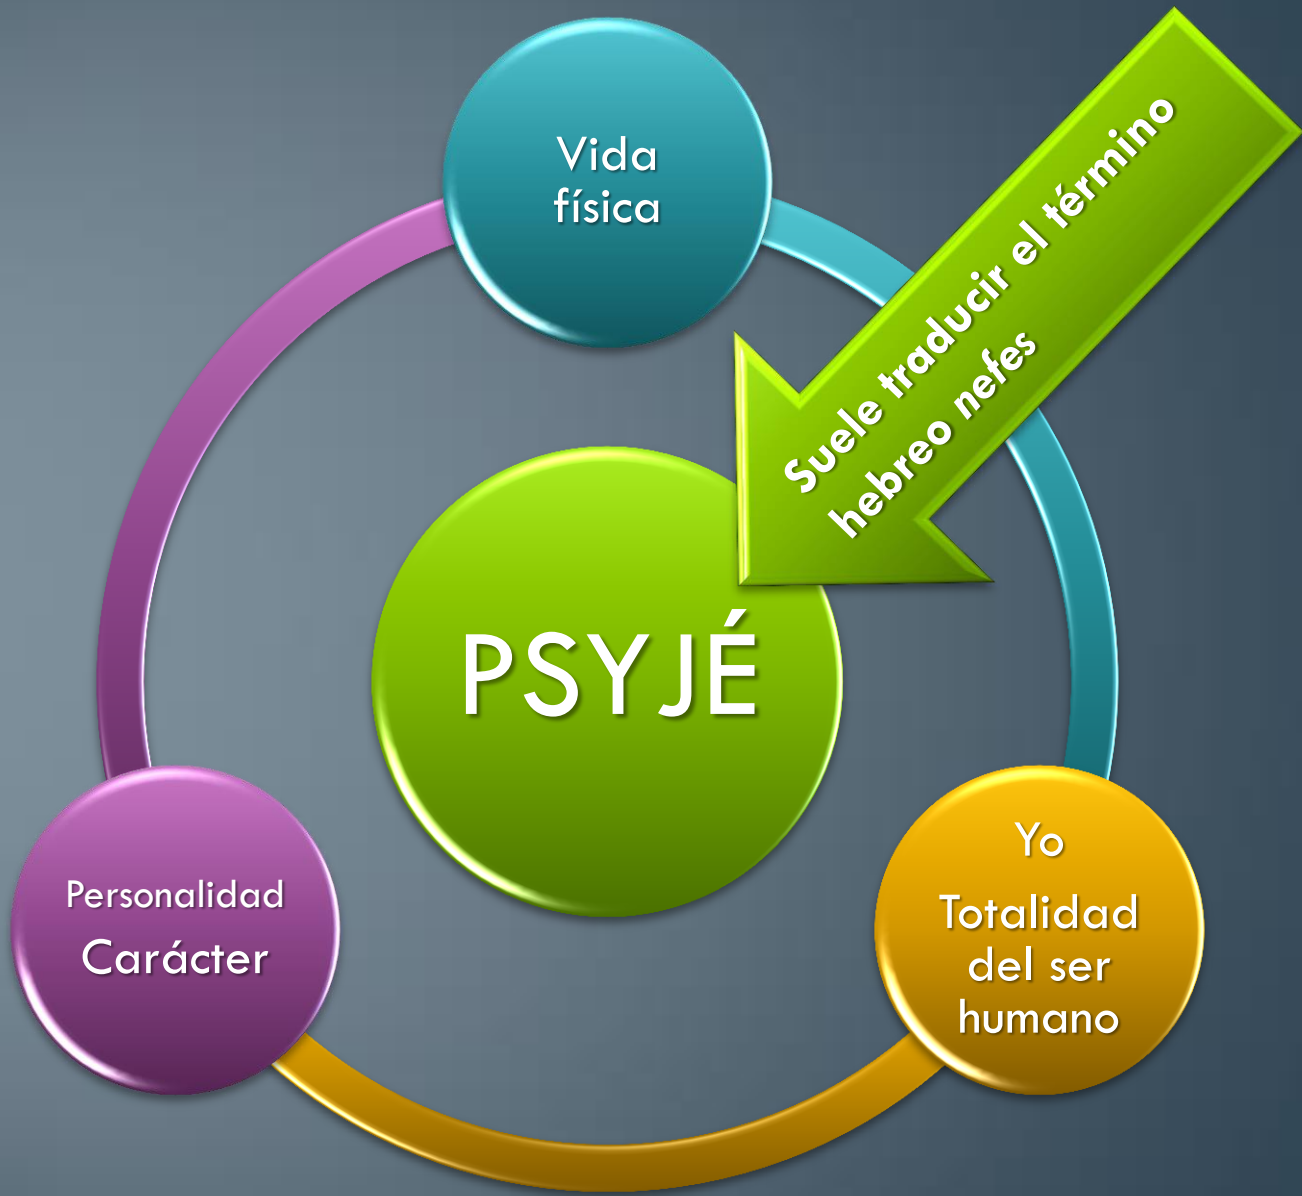 Vida
física
Suele traducir el término
hebreo nefes
PSYJÉ
Yo
Totalidad
del ser
humano
Personalidad
Carácter